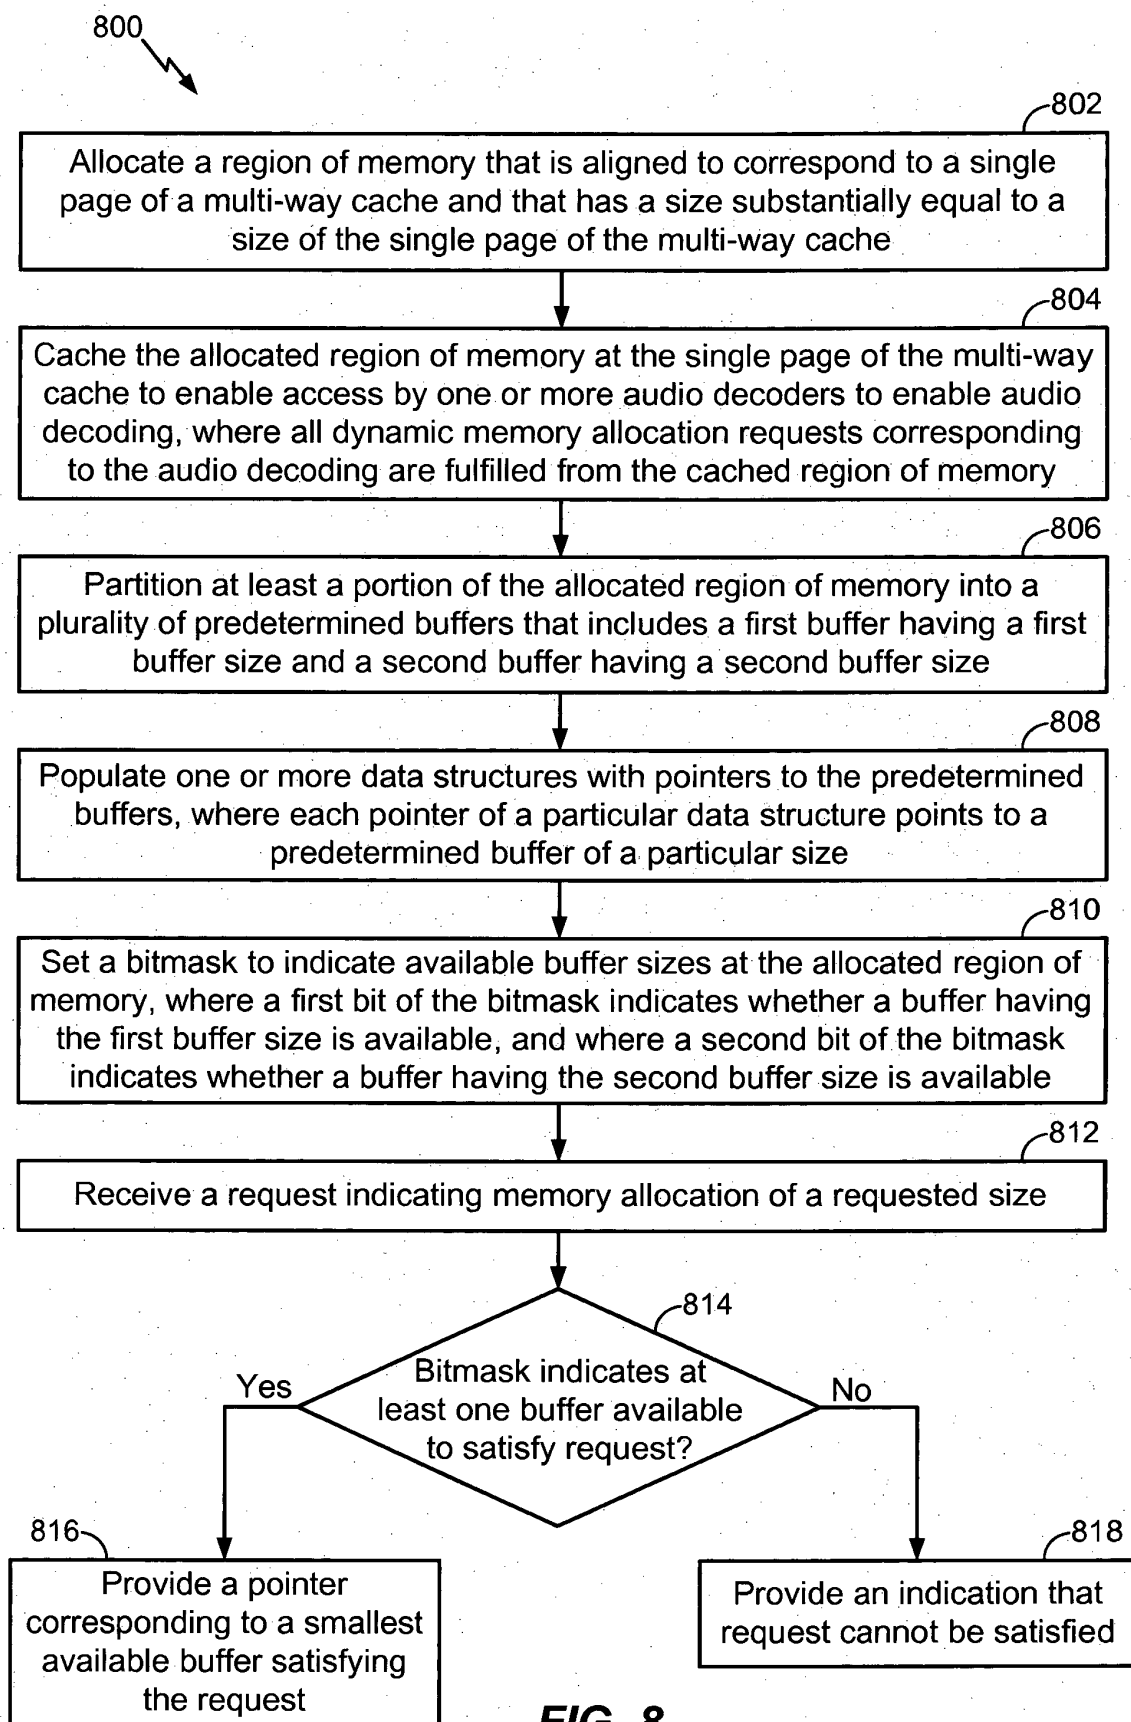 800
802
Allocate a region of memory that is aligned to correspond to a single
page of a multi-way cache and that has a size substantially equal to a
size of the single page of the multi-way cache
804
Cache the allocated region of memory at the single page of the multi-way
cache to enable access by one or more audio decoders to enable audio
decoding, where all dynamic memory allocation requests corresponding
to the audio decoding are fulfilled from the cached region of memory
806
Partition at least a portion of the allocated region of memory into a
plurality of predetermined buffers that includes a first buffer having a first
buffer size and a second buffer having a second buffer size
808
Populate one or more data structures with pointers to the predetermined
buffers, where each pointer of a particular data structure points to a
predetermined buffer of a particular size
810
Set a bitmask to indicate available buffer sizes at the allocated region of
memory, where a first bit of the bitmask indicates whether a buffer having
the first buffer size is available, and where a second bit of the bitmask
indicates whether a buffer having the second buffer size is available
812
Receive a request indicating memory allocation of a requested size
814
Bitmask indicates at
least one buffer available
to satisfy request?
Yes
No
816
Provide a pointer
corresponding to a smallest
available buffer satisfying
the request
818
Provide an indication that
request cannot be satisfied
FIG. 8